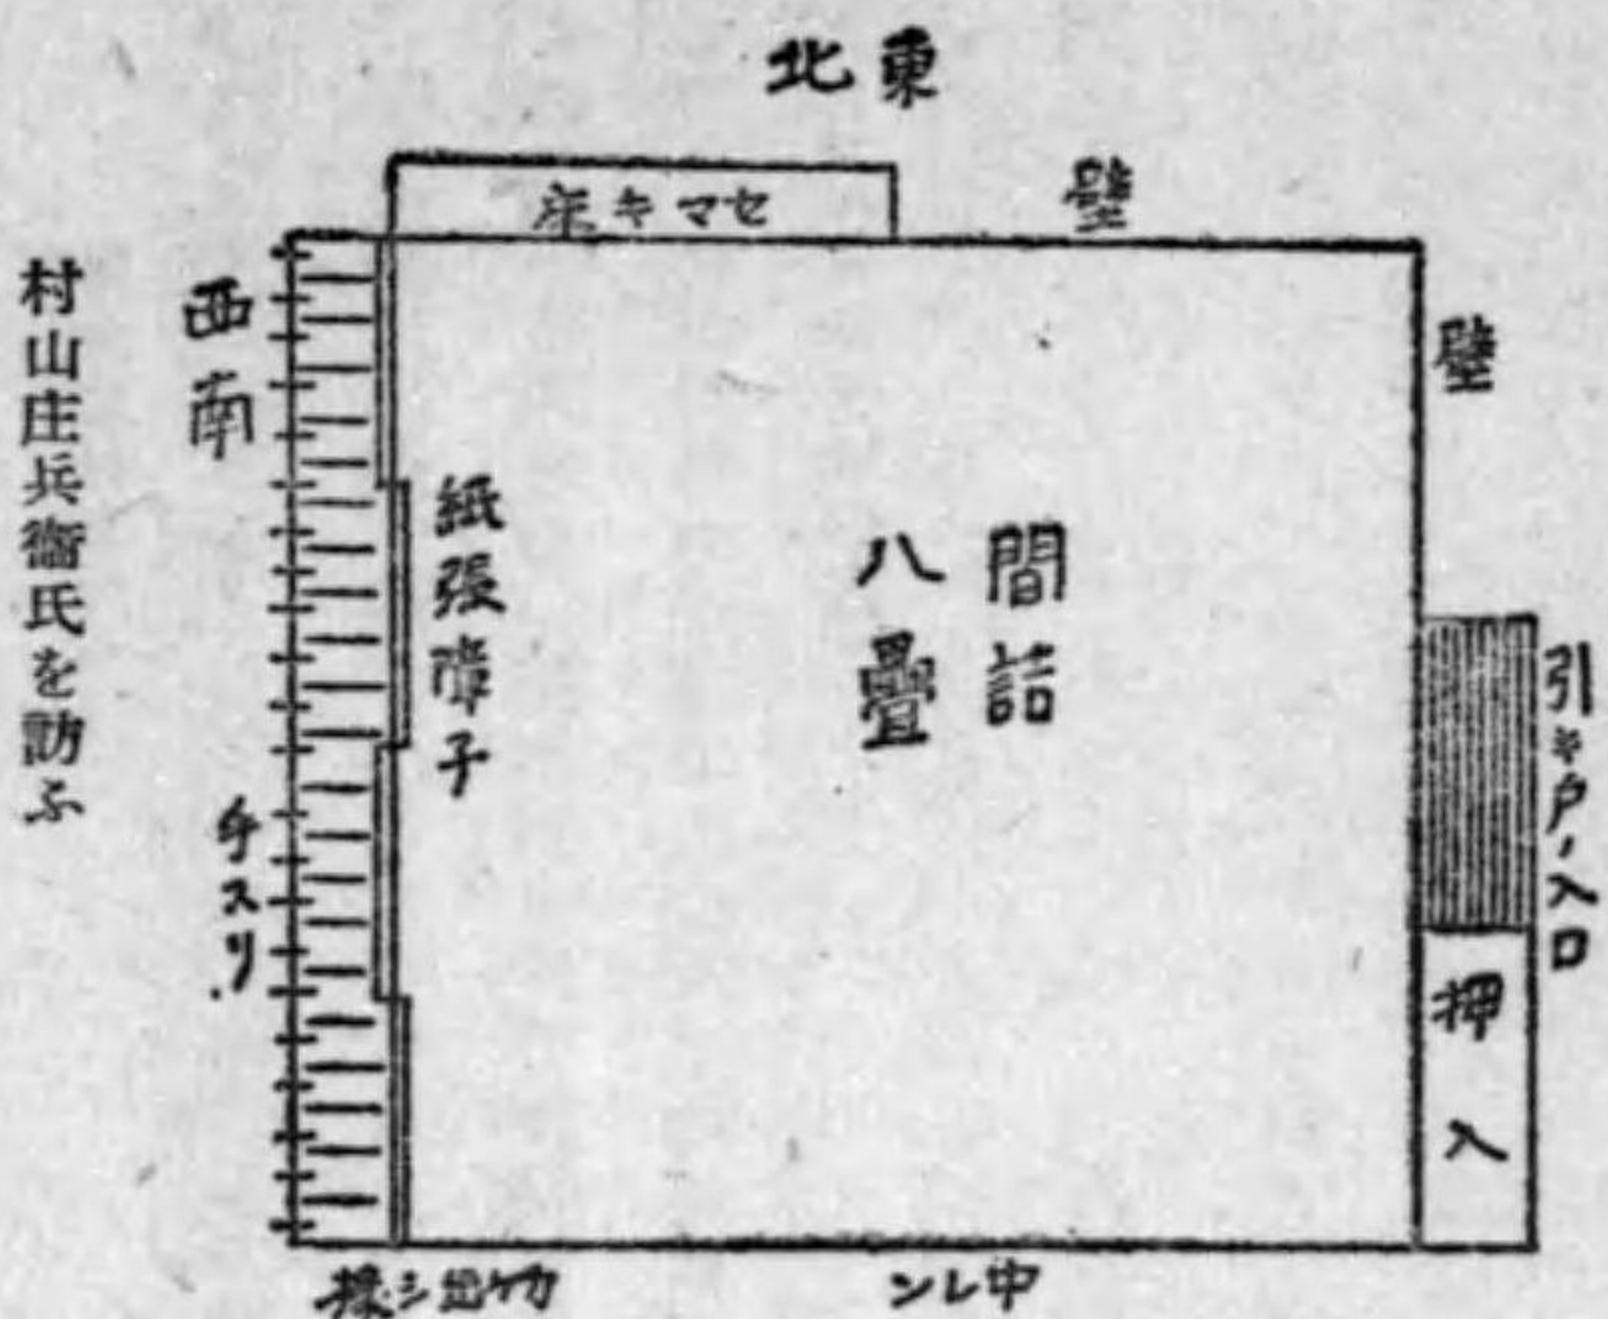 東北
壁
セマキ床
壁
引キ戸ノ入口
押入
間詰
八疊
紙張障子
西南
手スリ
中レン
出シ椽
村山庄兵衞氏を訪ふ